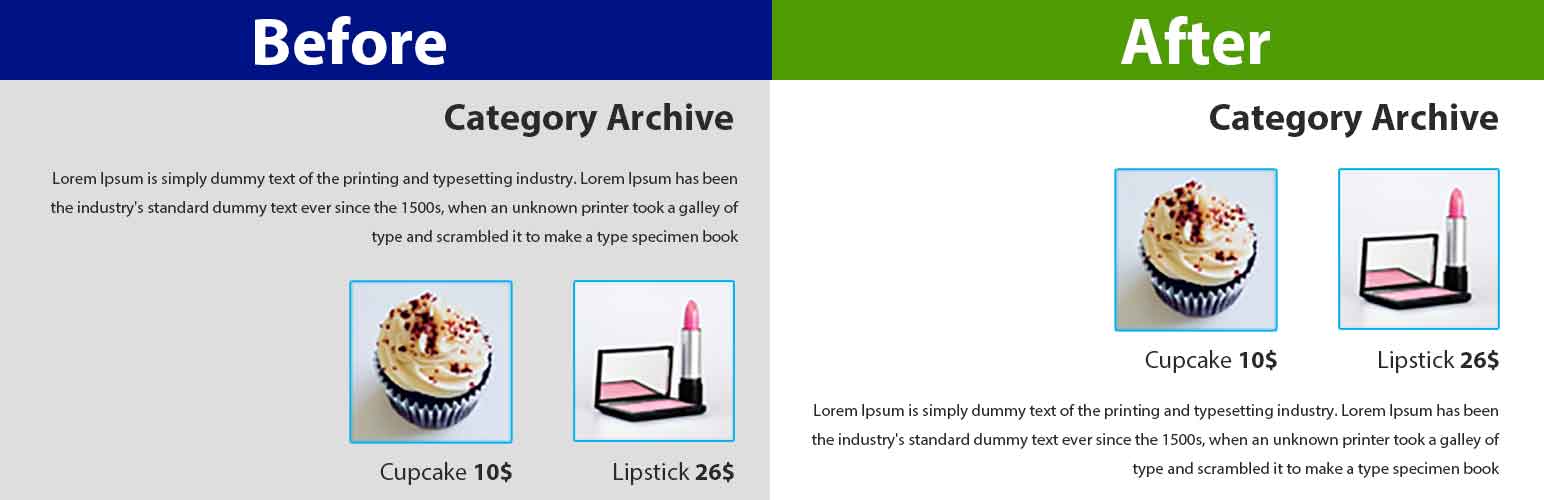 Before
Category Archive
Lorem Ipsum is simply dummy text of the printing and typesetting industry. Lorem Ipsum has been
the industry's standard dummy text ever since the 1500s, when an unknown printer took a galley of
type and scrambled it to make a type specimen book
Cupcake 10$
Lipstick 26$
After
Category Archive
Cupcake 10$
Lipstick 26$
Lorem Ipsum is simply dummy text of the printing and typesetting industry. Lorem Ipsum has been
the industry's standard dummy text ever since the 1500s, when an unknown printer took a galley of
type and scrambled it to make a type specimen book